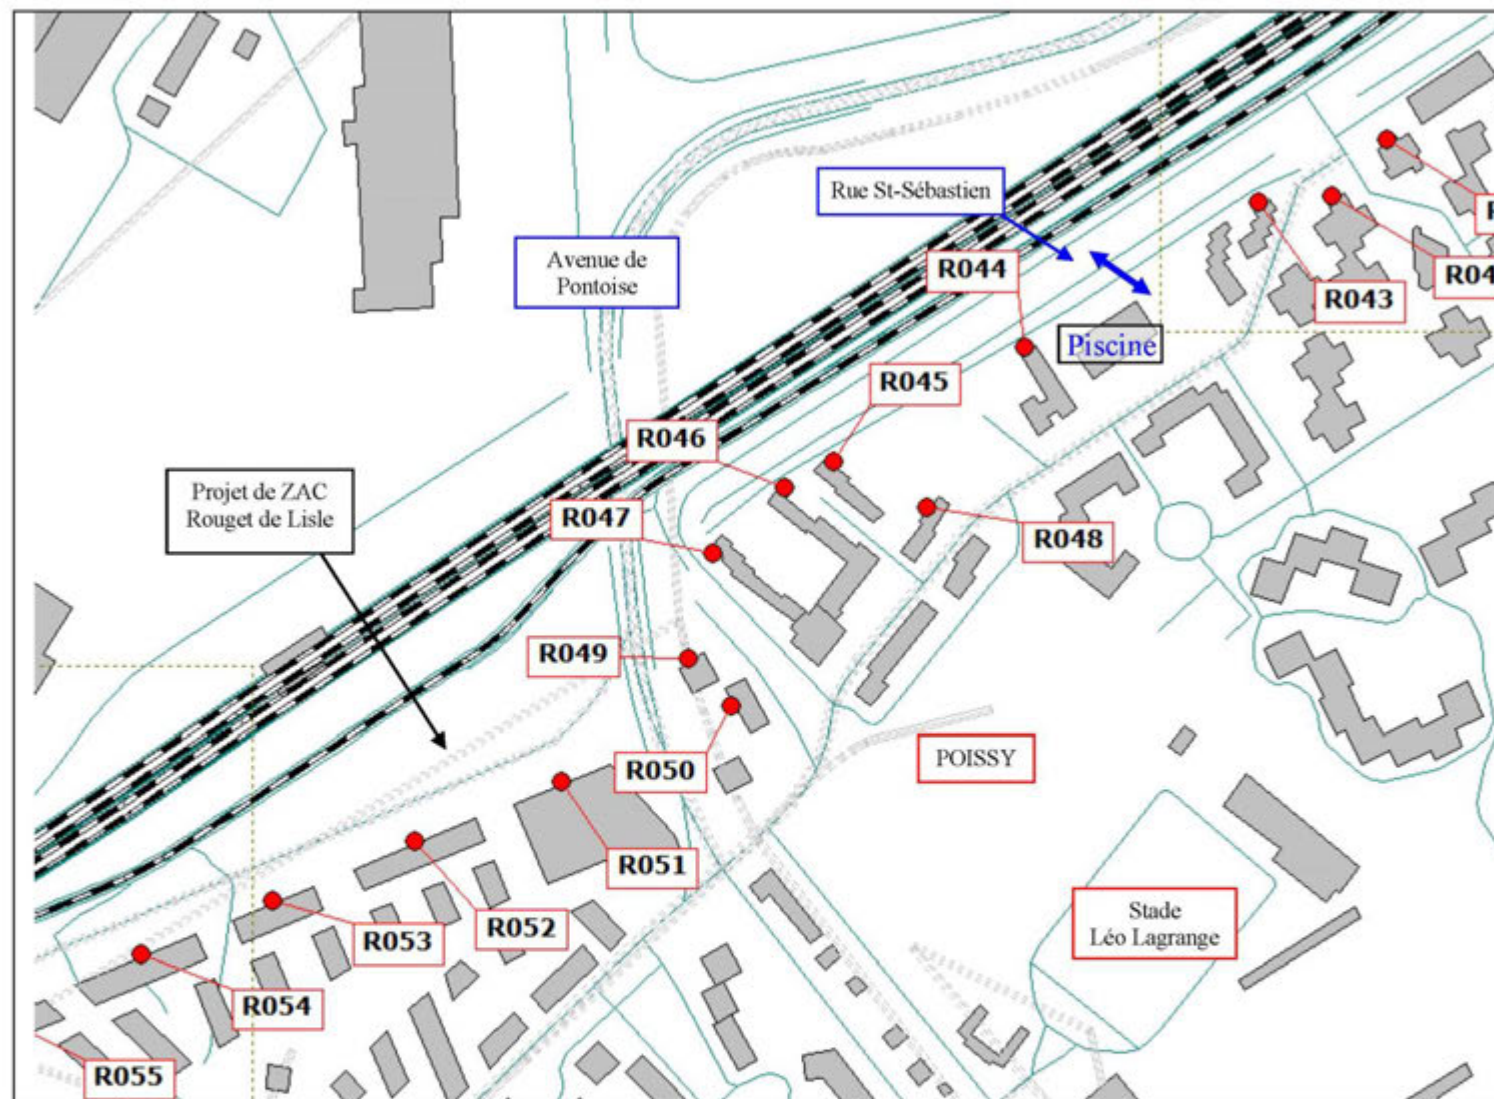 Rue St-Sébastien
Avenue de
Pontoise
R044
R043
Piscine
R045
R046
Projet de ZAC
Rouget de Lisle
R047
R048
R049
R050
POISSY
R051
R052
R053
Stade
Léo Lagrange
R054
R055